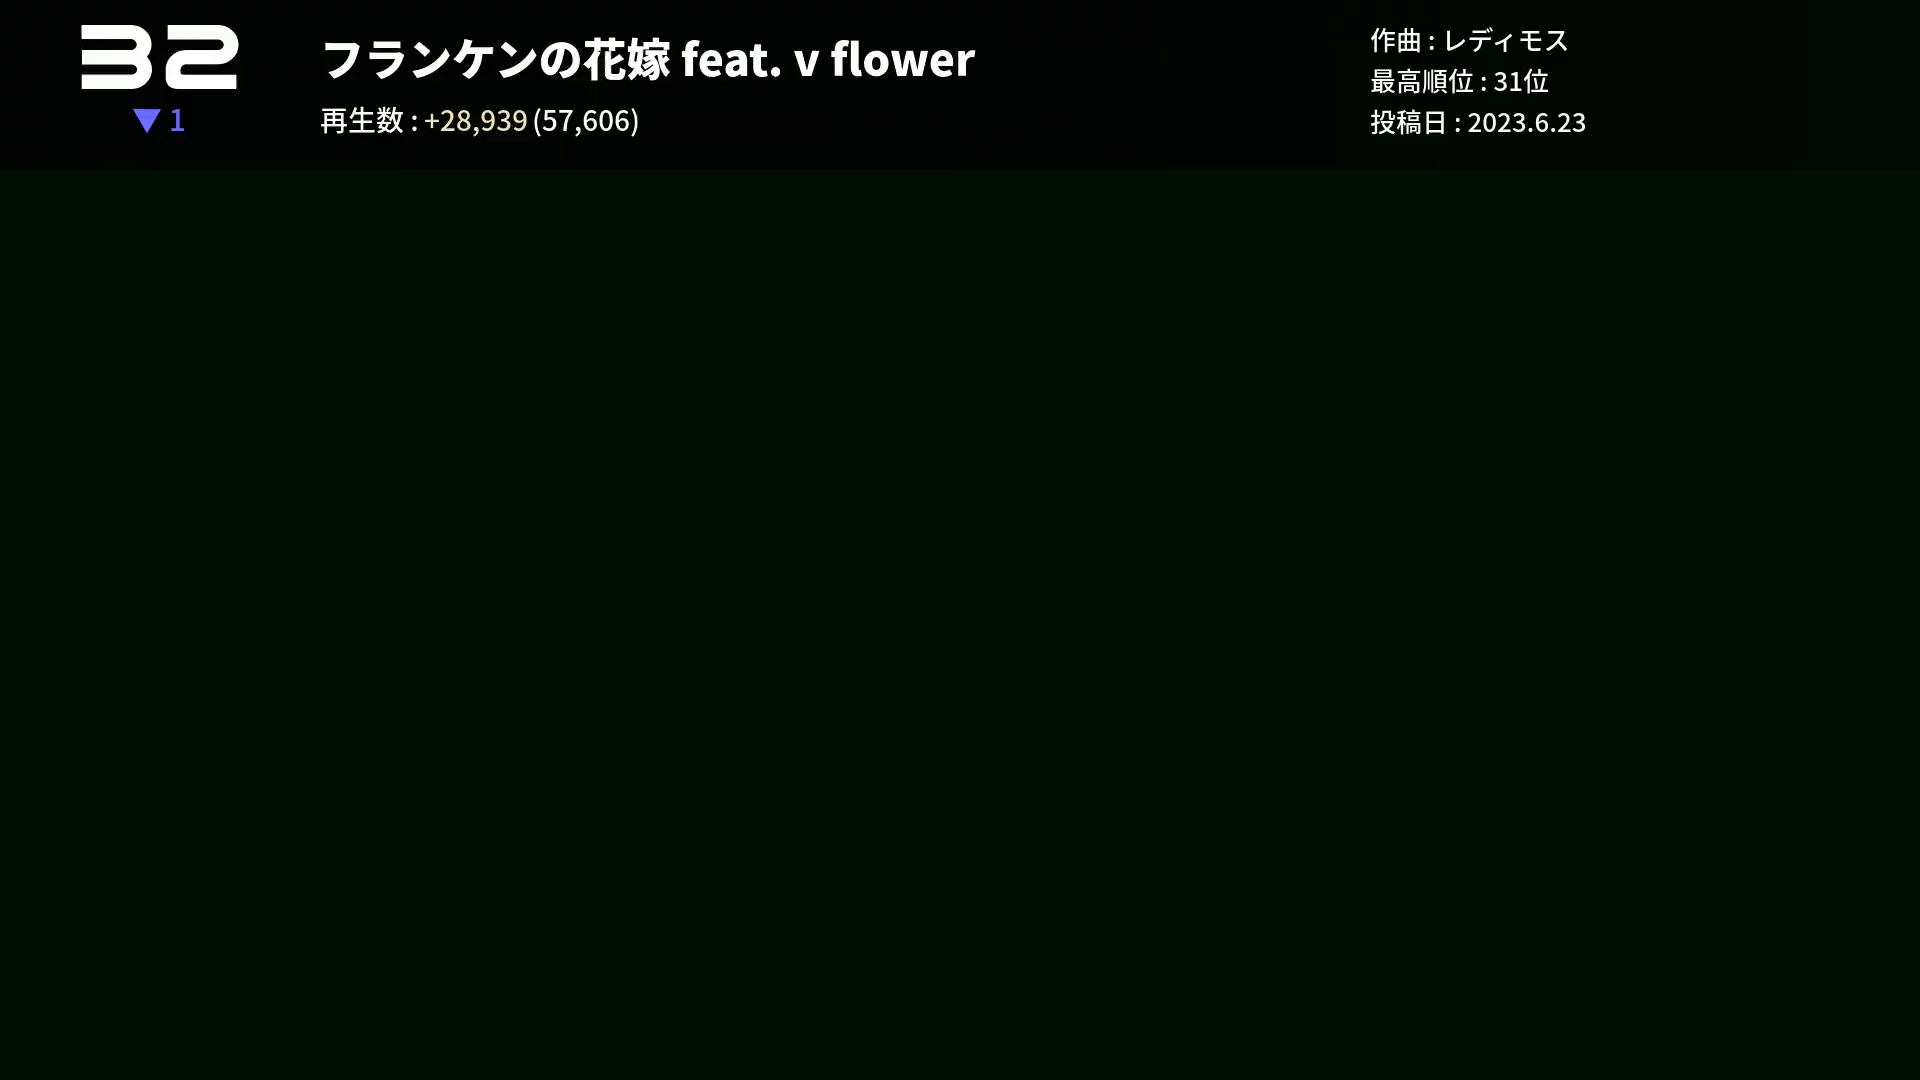 32
▼ 1
フランケンの花嫁 feat. v flower
再生数 : +28,939 (57,606)
作曲 : レディモス
最高順位 : 31位
投稿日 : 2023.6.23